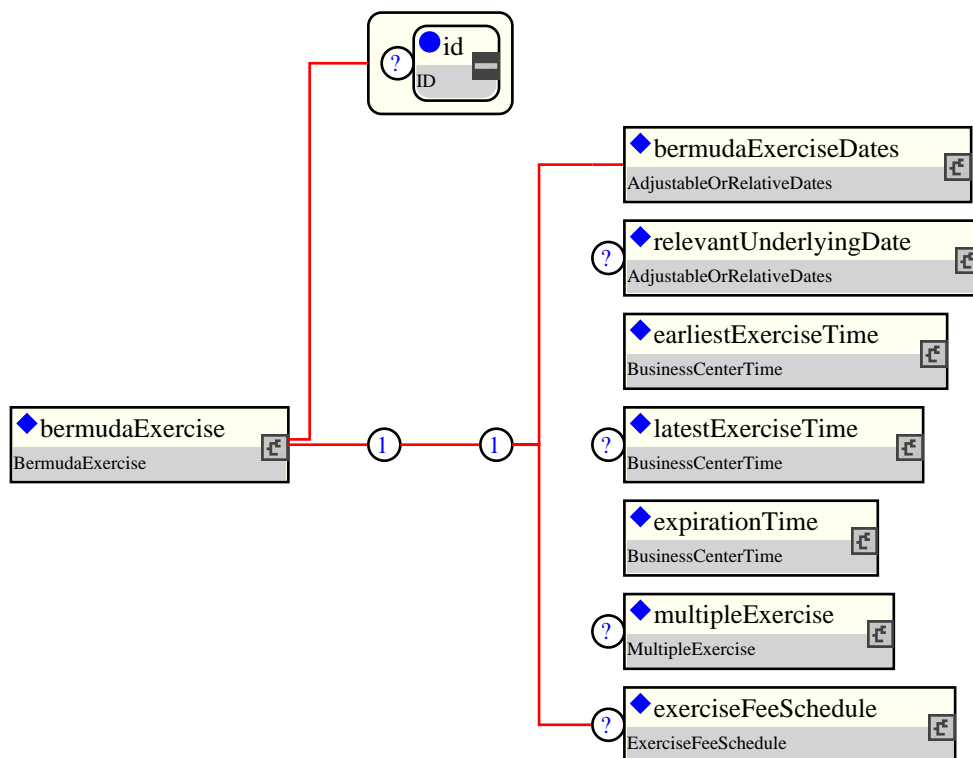 ?
id
ID
bermudaExerciseDates
AdjustableOrRelativeDates
?
relevantUnderlyingDate
AdjustableOrRelativeDates
earliestExerciseTime
BusinessCenterTime
bermudaExercise
BermudaExercise
1
1
?
latestExerciseTime
BusinessCenterTime
expirationTime
BusinessCenterTime
?
multipleExercise
MultipleExercise
?
exerciseFeeSchedule
ExerciseFeeSchedule